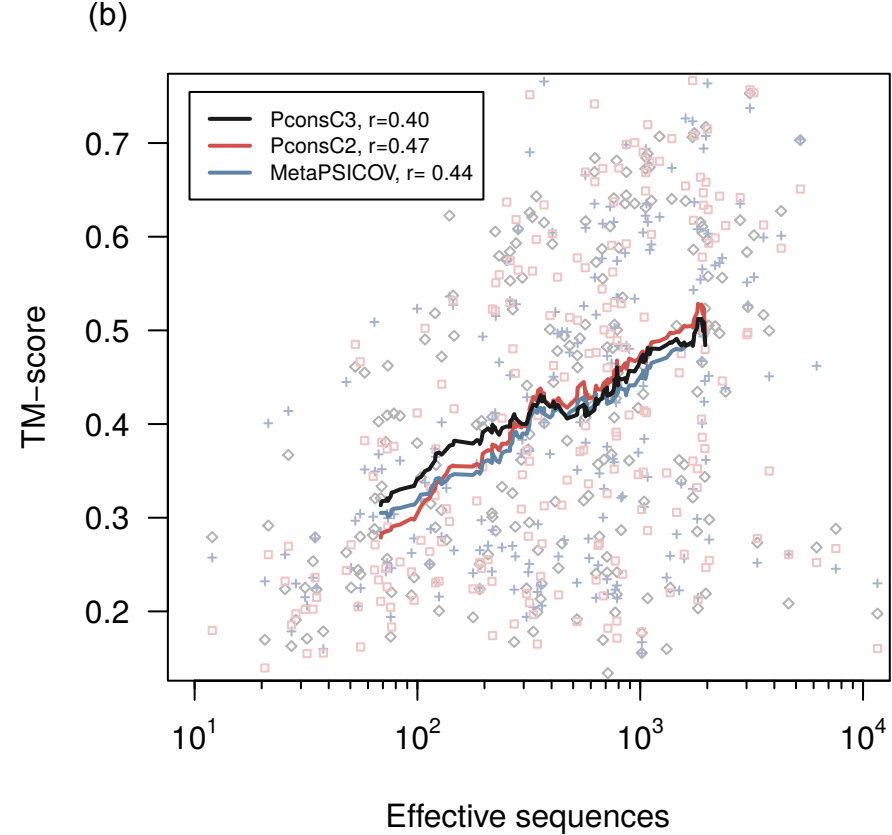 (b)
PconsC3, r=0.40
PconsC2, r=0.47
MetaPSICOV, r= 0.44
TM−score
0.7
0.6
0.5
0.4
0.3
0.2
10¹ 10² 10³ 10⁴
Effective sequences